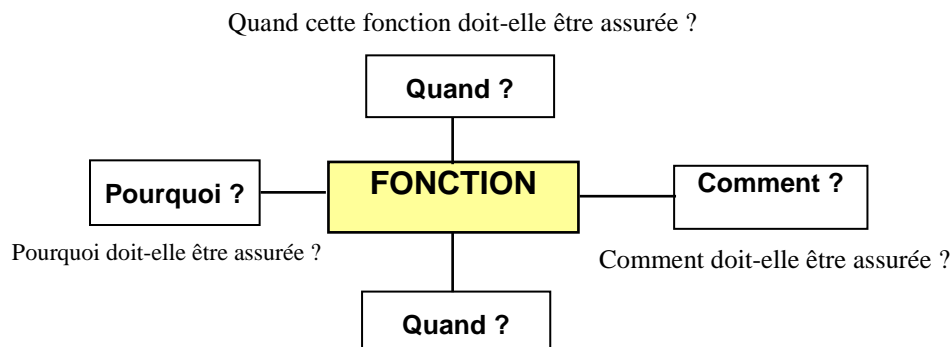 Quand cette fonction doit-elle être assurée ?
Quand ?
FONCTION
Pourquoi ?
Comment ?
Pourquoi doit-elle être assurée ?
Comment doit-elle être assurée ?
Quand ?